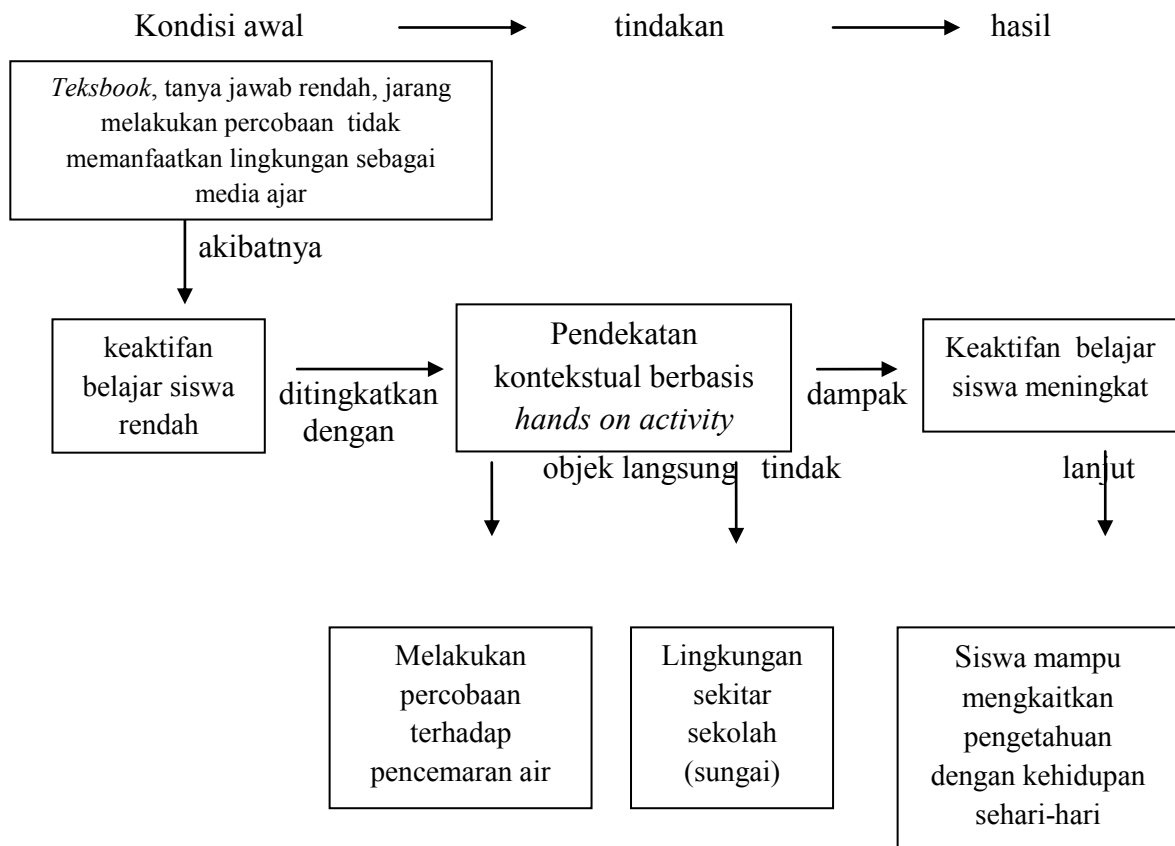 Kondisi awal tindakan hasil
Teksbook, tanya jawab rendah, jarang
melakukan percobaan tidak
memanfaatkan lingkungan sebagai
media ajar
akibatnya
keaktifan
belajar siswa
rendah
ditingkatkan
dengan
Pendekatan
kontekstual berbasis
hands on activity
dampak
Keaktifan belajar
siswa meningkat
objek langsung tindak lanjut
Melakukan
percobaan
terhadap
pencemaran air
Lingkungan
sekitar
sekolah
(sungai)
Siswa mampu
mengkaitkan
pengetahuan
dengan kehidupan
sehari-hari